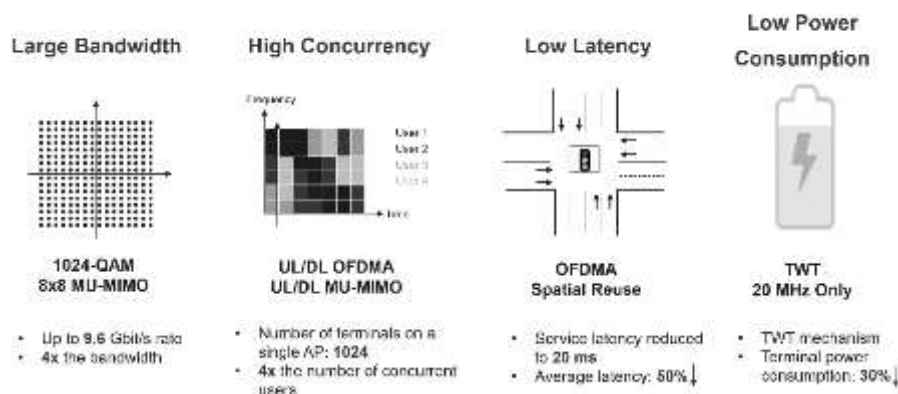 Large Bandwidth
High Concurrency
Low Latency
Low Power
Consumption
Frequency
User 1
User 2
User 3
User 4
Time
1024-QAM
8x8 MU-MIMO
UL/DL OFDMA
UL/DL MU-MIMO
OFDMA
Spatial Reuse
TWT
20 MHz Only
• Up to 9.6 Gbit/s rate
• 4x the bandwidth
• Number of terminals on a
single AP: 1024
• 4x the number of concurrent
users
• Service latency reduced
to 20 ms
• Average latency: 50%↓
• TWT mechanism
• Terminal power
consumption: 30%↓